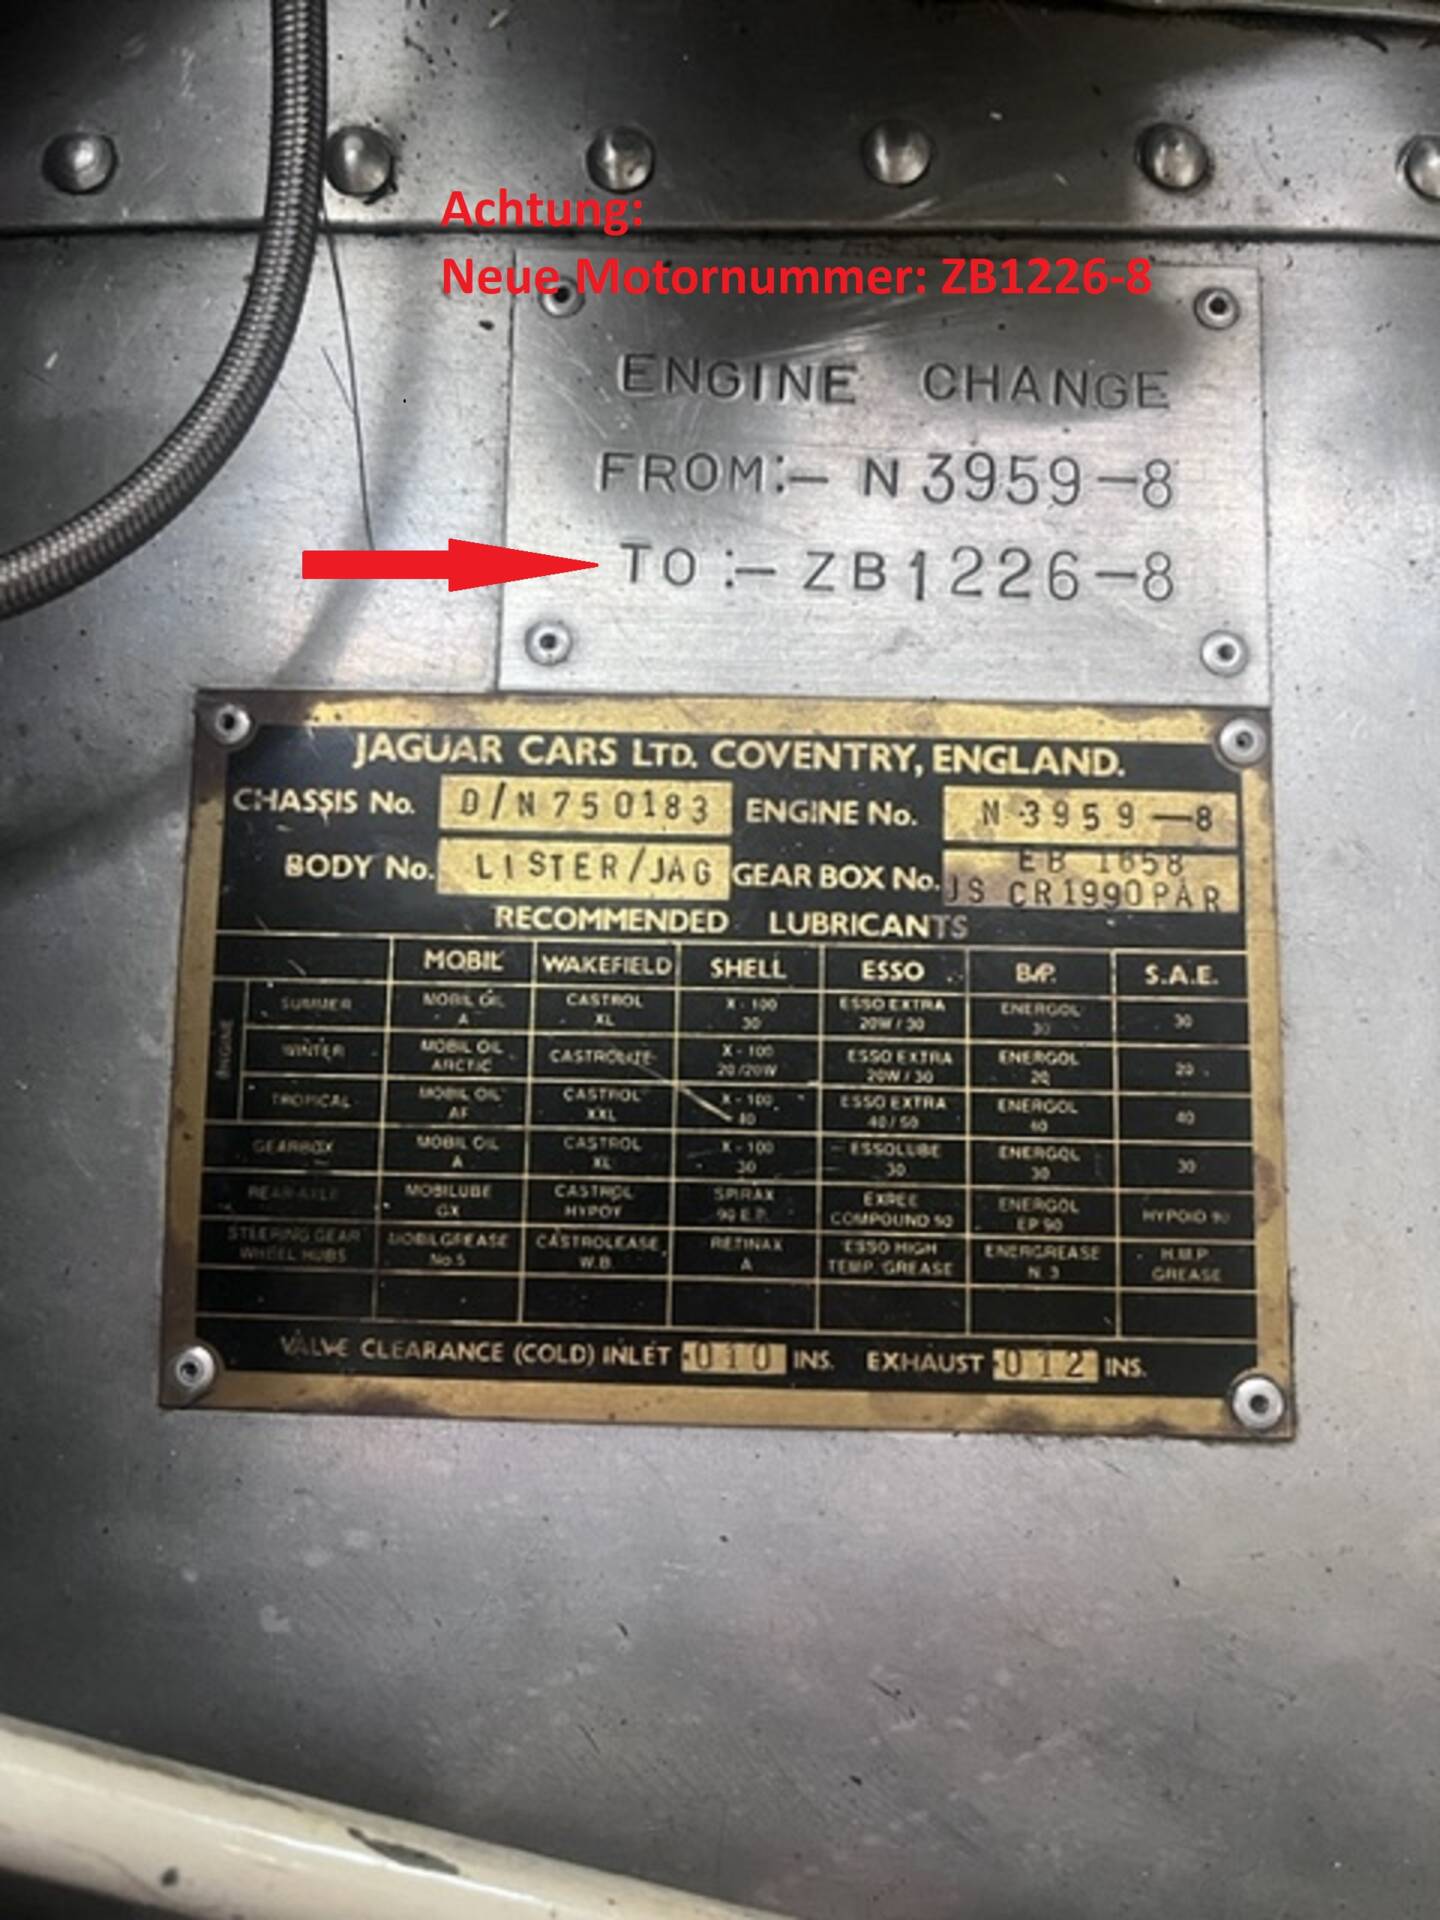 Achtung:
Neue Motornummer: ZB1226-8
ENGINE CHANGE
FROM:- N3959-8
TO:- ZB1226-8
JAGUAR CARS LTD. COVENTRY, ENGLAND.
CHASSIS No. D/N750183 ENGINE No. N3959-8
BODY No. LISTER/JAG GEAR BOX No. EB 1658
JS CR1990PAR
RECOMMENDED LUBRICANTS
MOBIL WAKEFIELD SHELL ESSO B.P. S.A.E.
ENGINE
SUMMER MOBIL OIL A CASTROL XL X-100 30 ESSO EXTRA 20W/30 ENERGOL 30 30
WINTER MOBIL OIL ARCTIC CASTROLITE X-100 20/20W ESSO EXTRA 20W/30 ENERGOL 20 20
TROPICAL MOBIL OIL AF CASTROL XXL X-100 40 ESSO EXTRA 40/50 ENERGOL 40 40
GEARBOX MOBIL OIL A CASTROL XL X-100 30 ESSOLUBE 30 ENERGOL 30 30
REAR AXLE MOBILUBE GX CASTROL HYPOY SPIRAX 90 E.P. EXPEE COMPOUND 90 ENERGOL EP 90 HYPOID 90
STEERING GEAR WHEEL HUBS MOBILGREASE No.5 CASTROLEASE W.B. RETINAX A ESSO HIGH TEMP. GREASE ENERGREASE N.3 H.M.P. GREASE
VALVE CLEARANCE (COLD) INLET .010 INS. EXHAUST .012 INS.